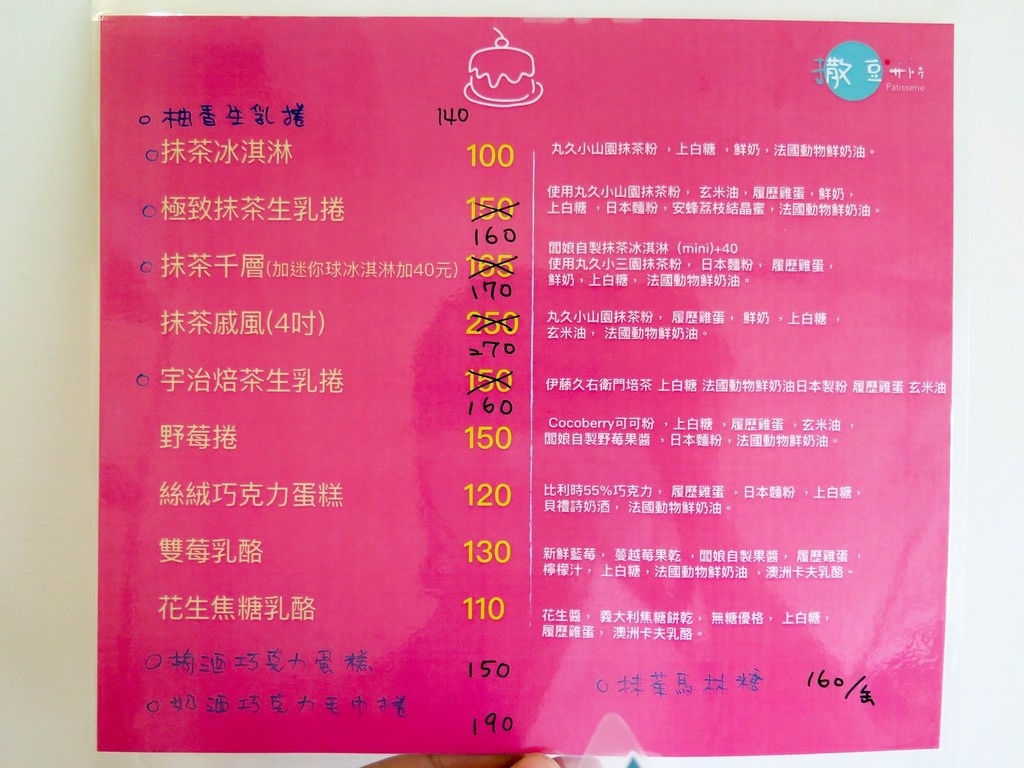 撒豆サトウ
Patisserie
柚香生乳捲 140
抹茶冰淇淋 100 丸久小山園抹茶粉 ,上白糖 ,鮮奶,法國動物鮮奶油。
極致抹茶生乳捲 150 160
使用丸久小山園抹茶粉, 玄米油,履歷雞蛋,鮮奶,
上白糖 ,日本麵粉,安蜂荔枝結晶蜜,法國動物鮮奶油。
抹茶千層(加迷你球冰淇淋加40元) 165 170
闆娘自製抹茶冰淇淋 (mini)+40
使用丸久小三園抹茶粉, 日本麵粉, 履歷雞蛋,
鮮奶,上白糖, 法國動物鮮奶油。
抹茶戚風(4吋) 250 270
丸久小山園抹茶粉, 履歷雞蛋, 鮮奶 ,上白糖 ,
玄米油, 法國動物鮮奶油。
宇治焙茶生乳捲 150 160
伊藤久右衛門培茶 上白糖 法國動物鮮奶油日本製粉 履歷雞蛋 玄米油
野莓捲 150
Cocoberry可可粉 ,上白糖 ,履歷雞蛋 ,玄米油 ,
闆娘自製野莓果醬 ,日本麵粉,法國動物鮮奶油。
絲絨巧克力蛋糕 120
比利時55%巧克力, 履歷雞蛋 ,日本麵粉 ,上白糖,
貝禮詩奶酒, 法國動物鮮奶油。
雙莓乳酪 130
新鮮藍莓, 蔓越莓果乾 ,闆娘自製果醬, 履歷雞蛋 ,
檸檬汁, 上白糖,法國動物鮮奶油 ,澳洲卡夫乳酪。
花生焦糖乳酪 110
花生醬, 義大利焦糖餅乾, 無糖優格, 上白糖,
履歷雞蛋, 澳洲卡夫乳酪。
梅酒巧克力蛋糕 150
抹茶馬林糖 160/盒
奶酒巧克力毛巾捲 190